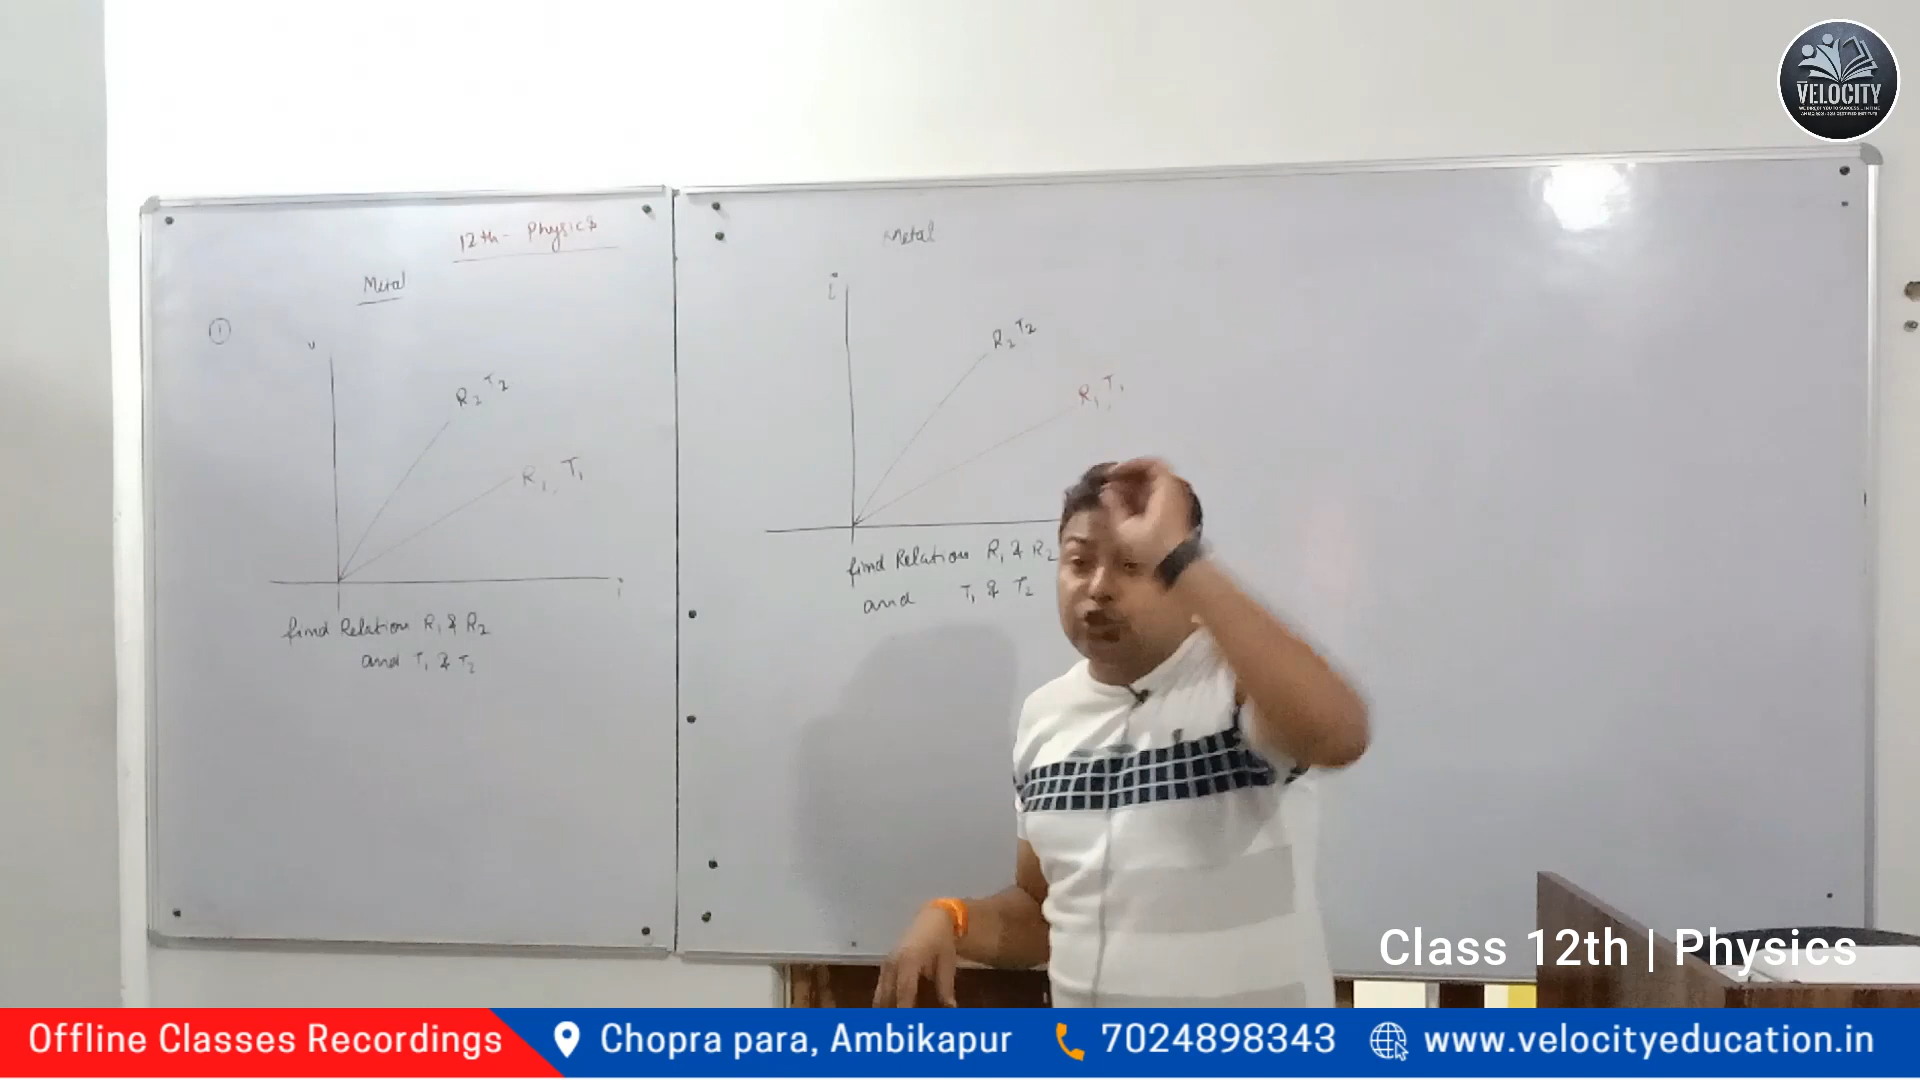 VELOCITY
12th - Physics
Metal
1
v
R2 T2
R1, T1
i
find Relation R1 & R2
and T1 & T2
Metal
i
R2 T2
R1, T1
find Relation R1 & R2
and T1 & T2
Class 12th | Physics
Offline Classes Recordings
Chopra para, Ambikapur
7024898343
www.velocityeducation.in